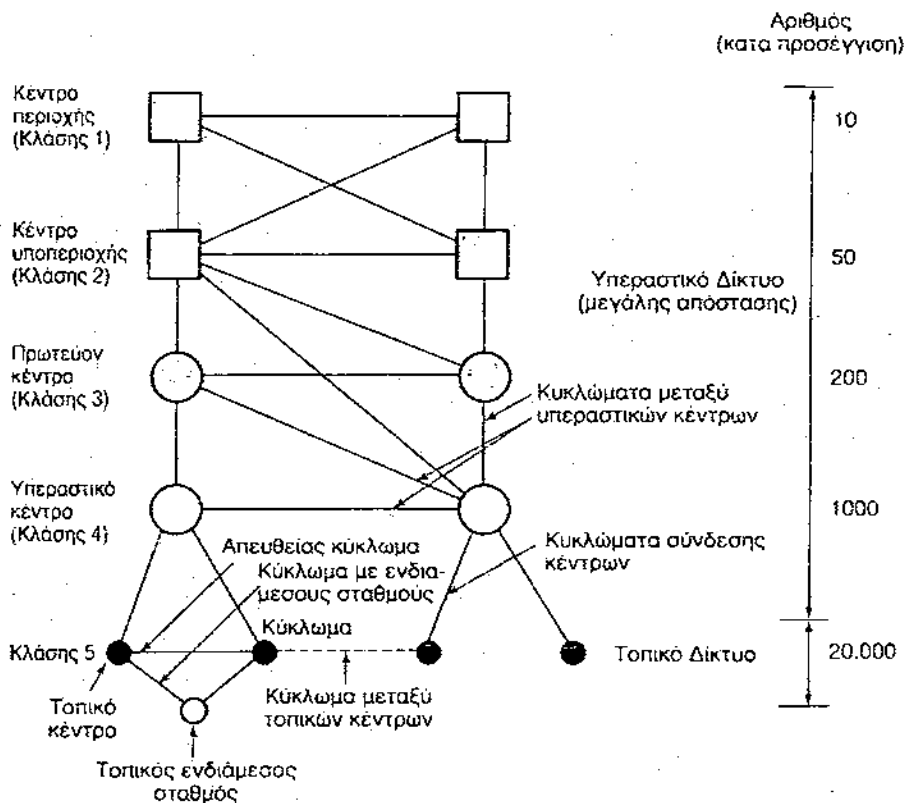 Αριθμός
(κατα προσέγγιση)
Κέντρο
περιοχής
(Κλάσης 1)
10
Κέντρο
υποπεριοχής
(Κλάσης 2)
50
Υπεραστικό Δίκτυο
(μεγάλης απόστασης)
Πρωτεύον
κέντρο
(Κλάσης 3)
200
Κυκλώματα μεταξύ
υπεραστικών κέντρων
Υπεραστικό
κέντρο
(Κλάσης 4)
1000
Απευθείας κύκλωμα
Κύκλωμα με ενδια-
μεσους σταθμούς
Κυκλώματα σύνδεσης
κέντρων
Κύκλωμα
Κλάσης 5
Τοπικό Δίκτυο
20.000
Τοπικό
κέντρο
Κύκλωμα μεταξύ
τοπικών κέντρων
Τοπικός ενδιάμεσος
σταθμός